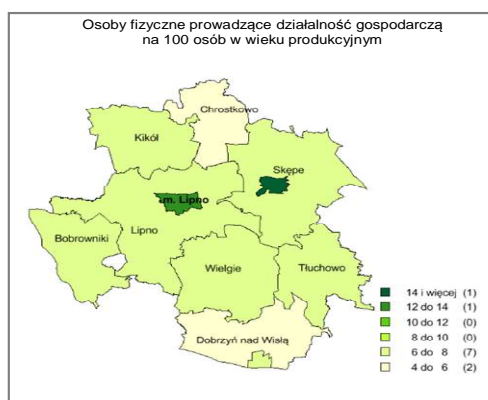 Osoby fizyczne prowadzące działalność gospodarczą
na 100 osób w wieku produkcyjnym
Chrostkowo
Kikół
Skępe
m. Lipno
Bobrowniki
Lipno
Wielgie
Tłuchowo
Dobrzyń nad Wisłą
14 i więcej (1)
12 do 14 (1)
10 do 12 (0)
8 do 10 (0)
6 do 8 (7)
4 do 6 (2)